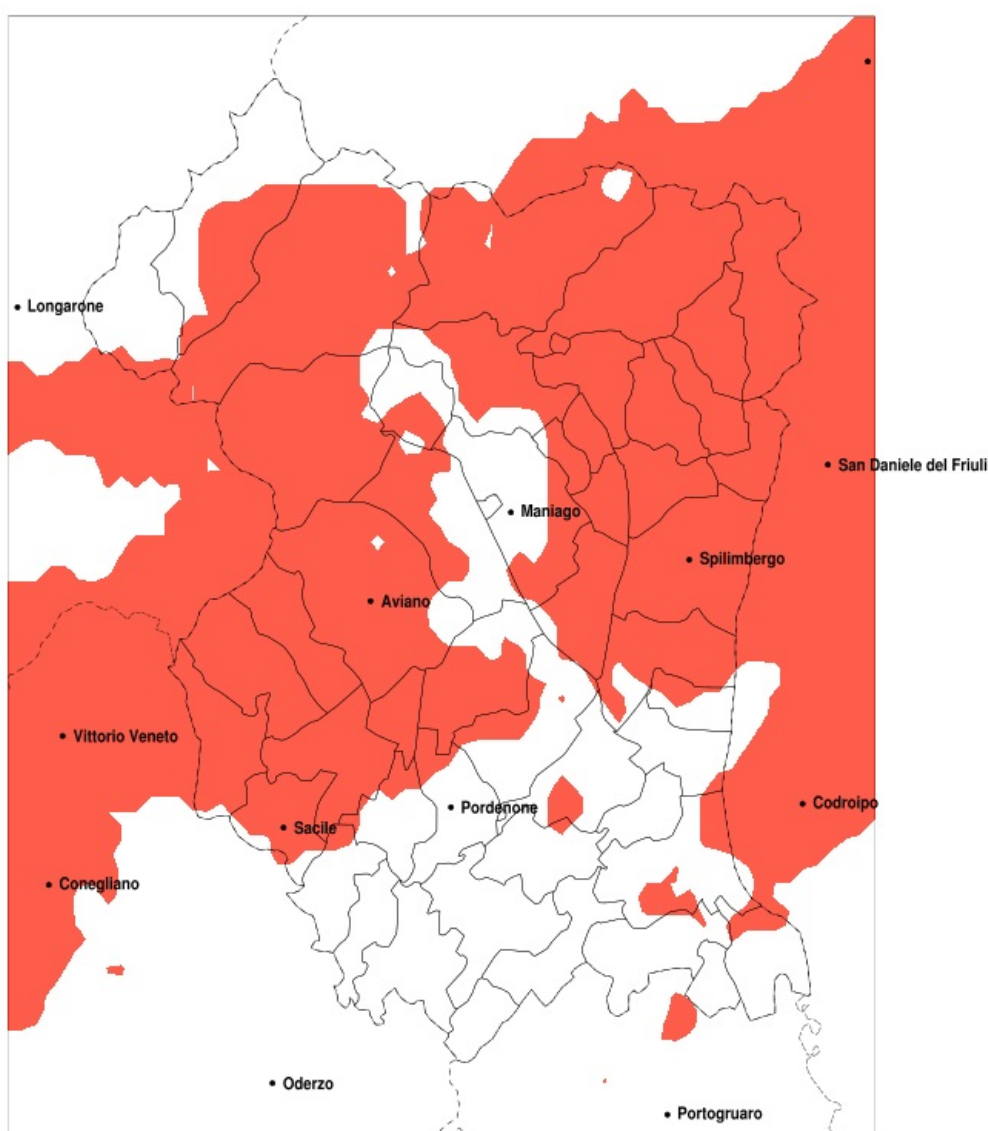 Longarone
San Daniele del Friuli
Maniago
Spilimbergo
Aviano
Vittorio Veneto
Codroipo
Pordenone
Sacile
Conegliano
Oderzo
Portogruaro